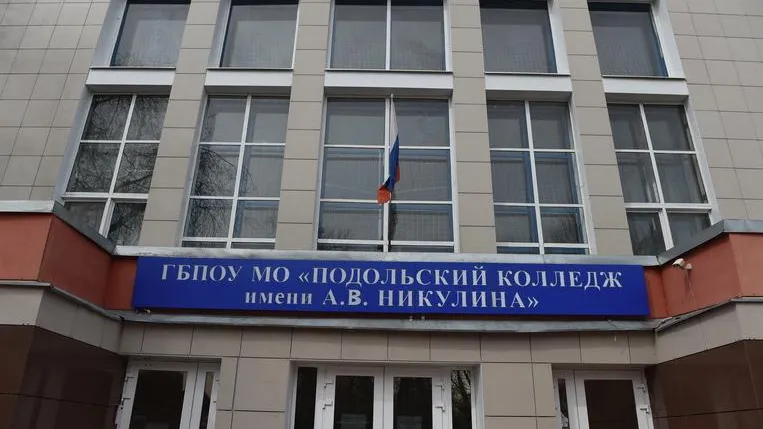 ГБПОУ МО «ПОДОЛЬСКИЙ КОЛЛЕДЖ
имени А.В. НИКУЛИНА»